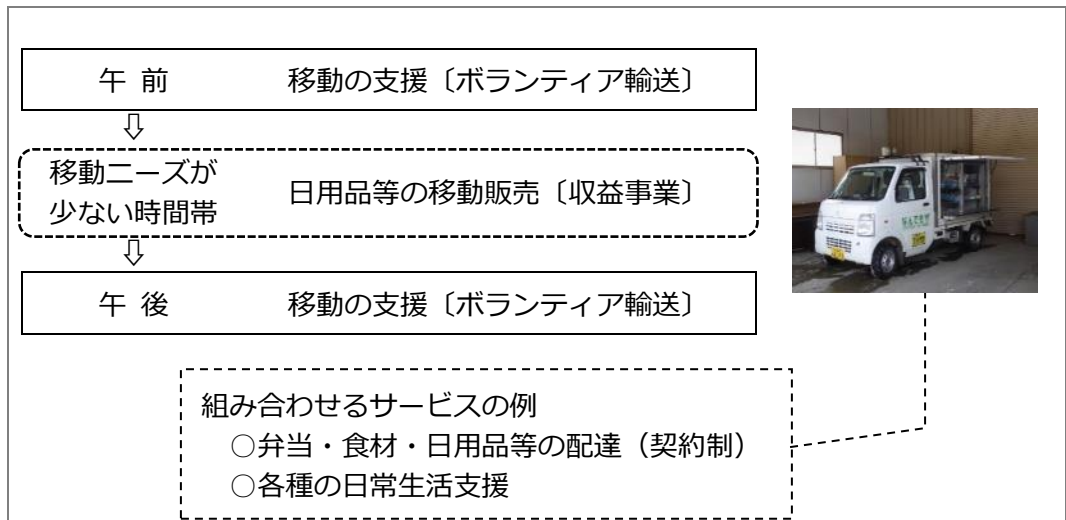 午 前 移動の支援〔ボランティア輸送〕
⇩
移動ニーズが
少ない時間帯
日用品等の移動販売〔収益事業〕
⇩
午 後 移動の支援〔ボランティア輸送〕
組み合わせるサービスの例
○弁当・食材・日用品等の配達（契約制）
○各種の日常生活支援